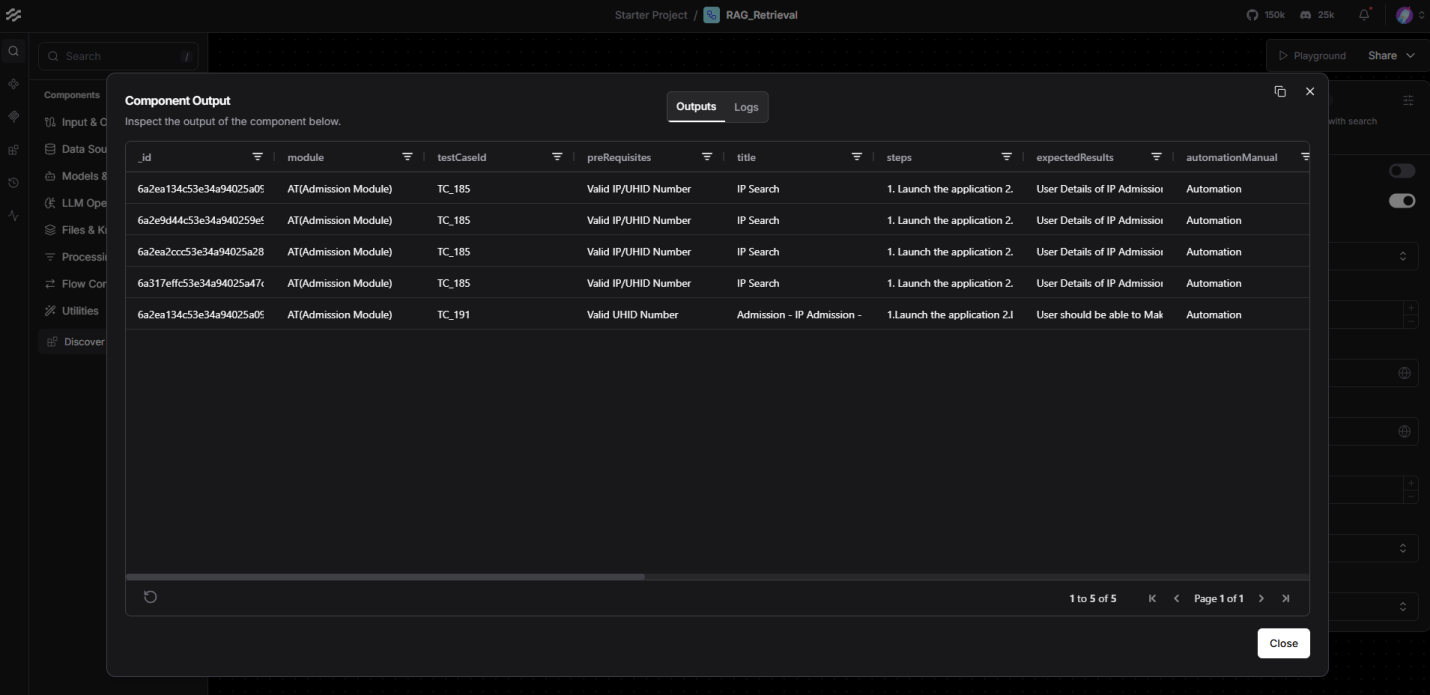 Starter Project / RAG_Retrieval 150k 25k
Search /
Playground Share
Components
Input & O
Data Sou
Models &
LLM Ope
Files & Kn
Processin
Flow Con
Utilities
Discover
with search
Component Output
Inspect the output of the component below.
Outputs Logs
_id module testCaseId preRequisites title steps expectedResults automationManual
6a2ea134c53e34a94025a09 AT(Admission Module) TC_185 Valid IP/UHID Number IP Search 1. Launch the application 2. User Details of IP Admission Automation
6a2e9d44c53e34a940259e9 AT(Admission Module) TC_185 Valid IP/UHID Number IP Search 1. Launch the application 2. User Details of IP Admission Automation
6a2ea2ccc53e34a94025a28 AT(Admission Module) TC_185 Valid IP/UHID Number IP Search 1. Launch the application 2. User Details of IP Admission Automation
6a317effc53e34a94025a47c AT(Admission Module) TC_185 Valid IP/UHID Number IP Search 1. Launch the application 2. User Details of IP Admission Automation
6a2ea134c53e34a94025a09 AT(Admission Module) TC_191 Valid UHID Number Admission - IP Admission - 1.Launch the application 2.I User should be able to Mak Automation
1 to 5 of 5 Page 1 of 1
Close